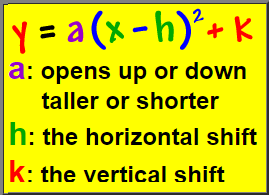 y = a(x - h)² + k
a: opens up or down
taller or shorter
h: the horizontal shift
k: the vertical shift